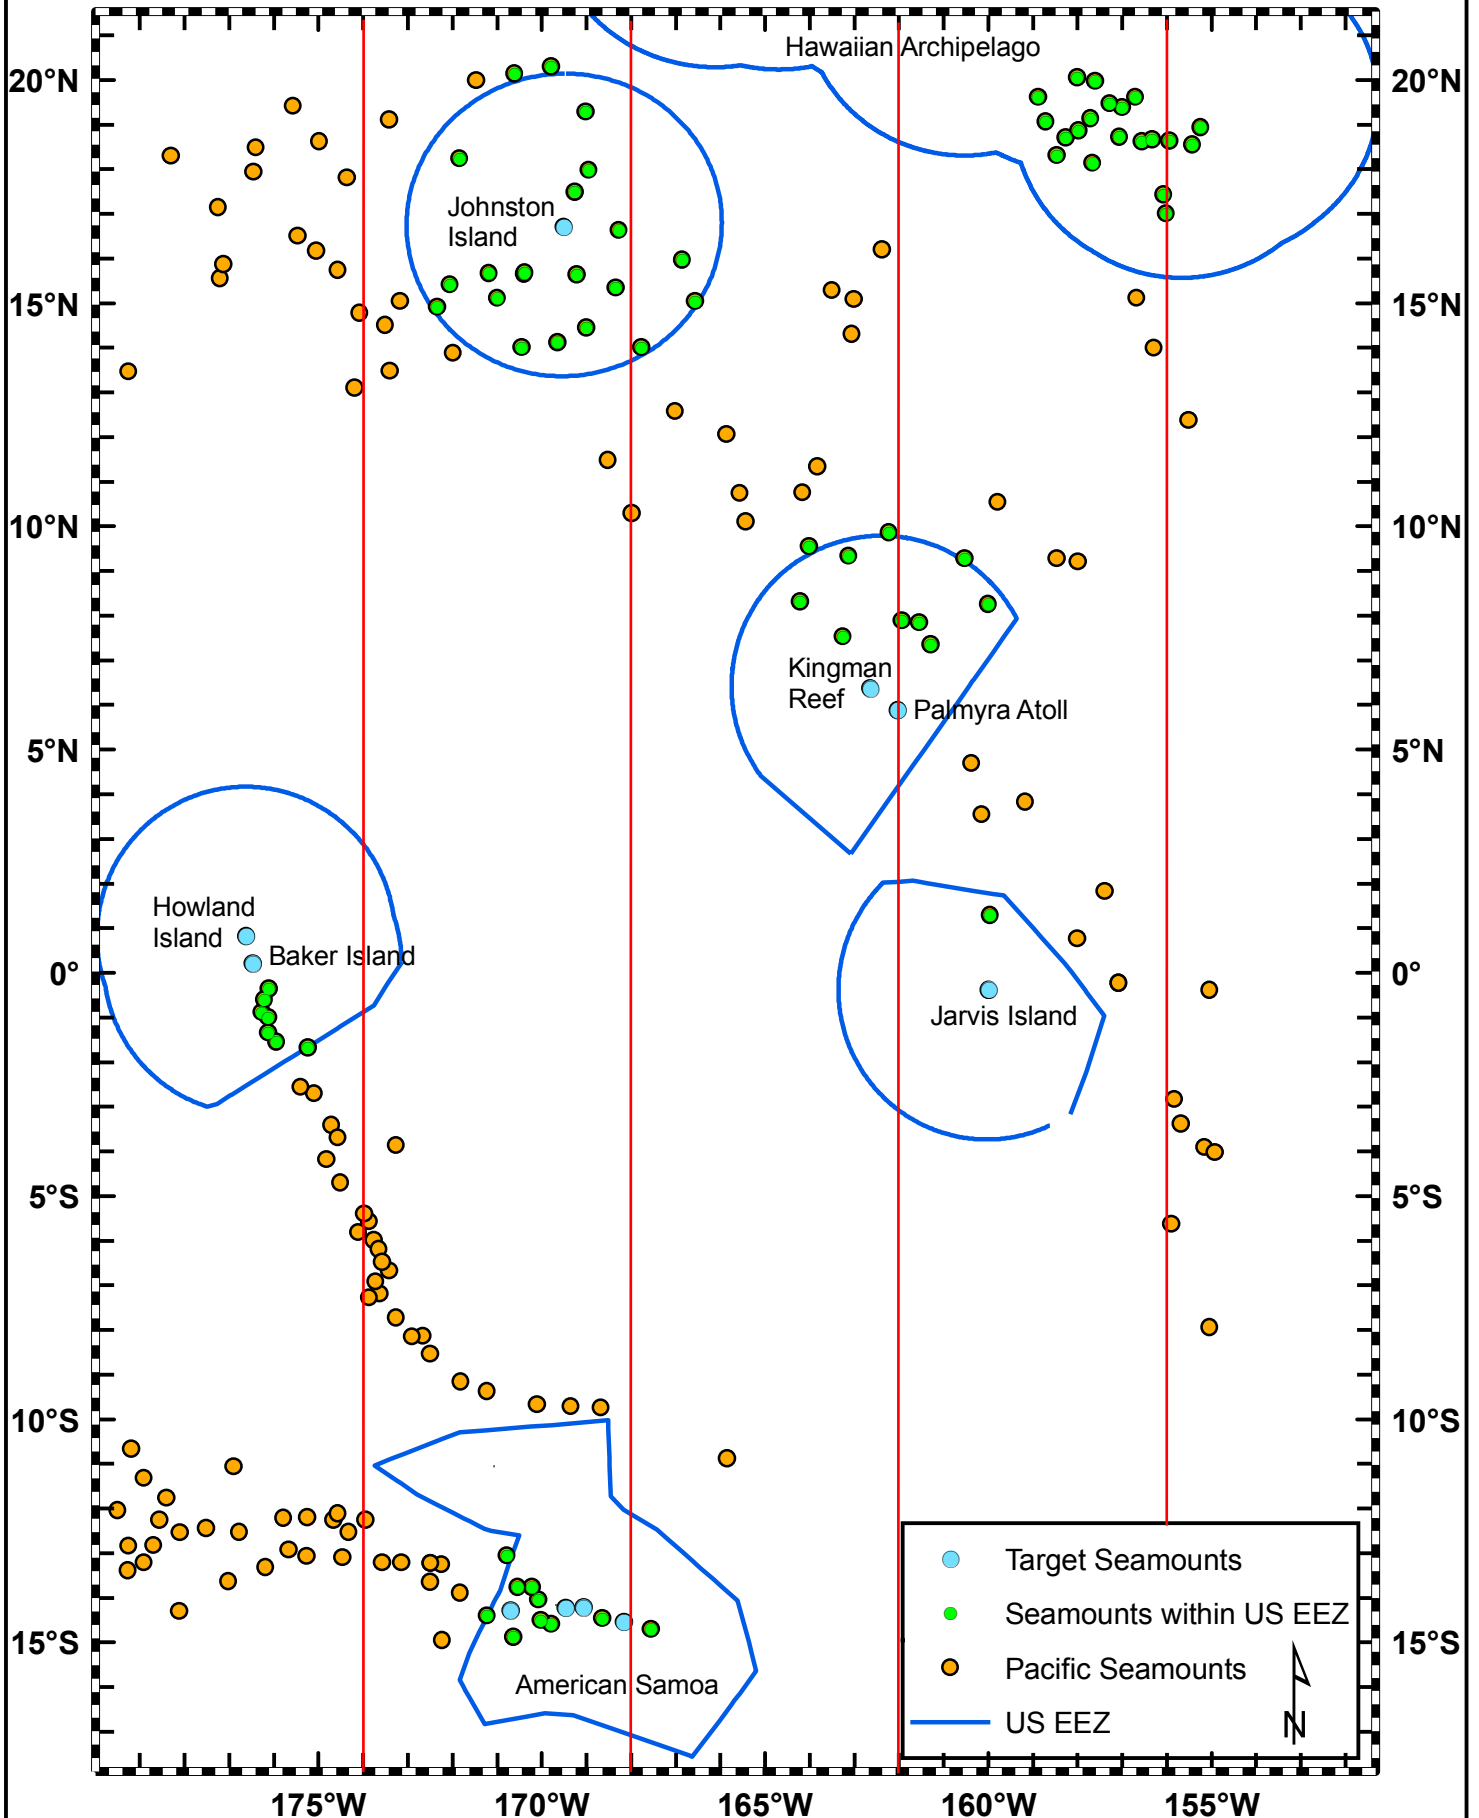 Hawaiian Archipelago
20°N
20°N
Johnston
Island
15°N
15°N
10°N
10°N
Kingman
Reef
Palmyra Atoll
5°N
5°N
Howland
Island
Baker Island
0°
0°
Jarvis Island
5°S
5°S
10°S
10°S
Target Seamounts
Seamounts within US EEZ
15°S
15°S
Pacific Seamounts
American Samoa
US EEZ
N
175°W
170°W
165°W
160°W
155°W